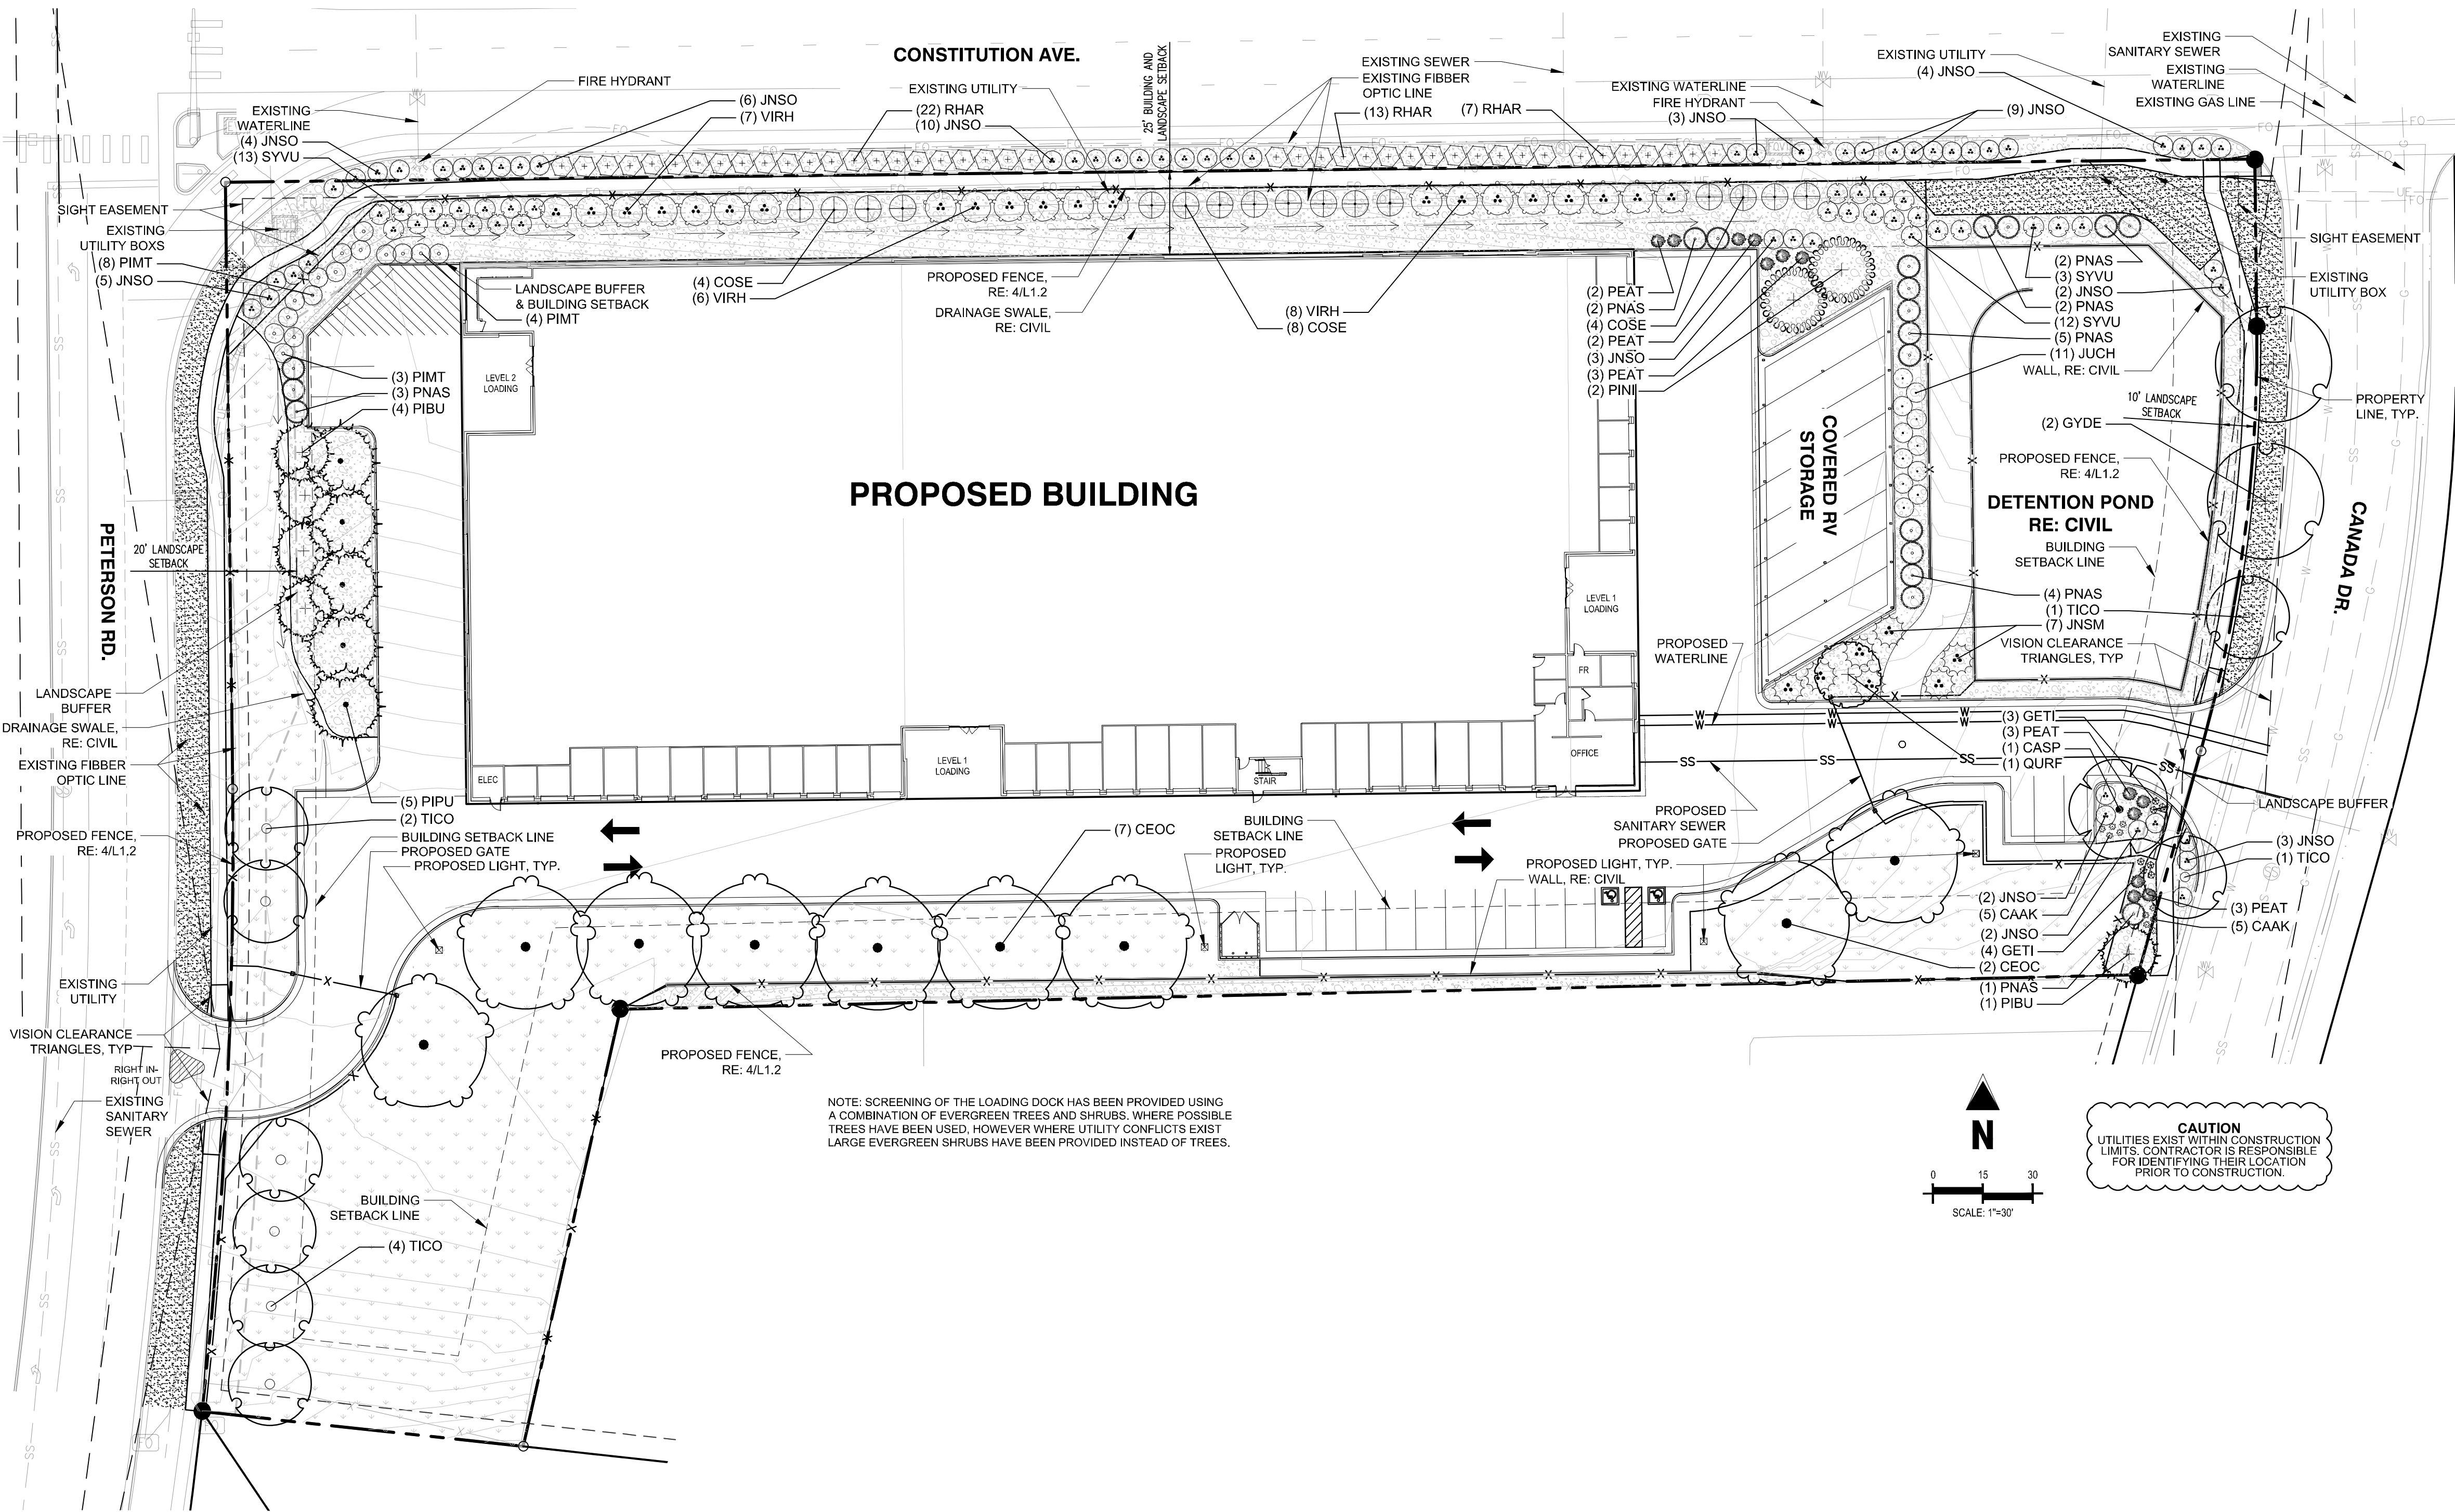 CONSTITUTION AVE.
25' BUILDING AND
LANDSCAPE SETBACK
FIRE HYDRANT
EXISTING
WATERLINE
(4) JNSO
(13) SYVU
(6) JNSO
(7) VIRH
EXISTING UTILITY
(22) RHAR
(10) JNSO
EXISTING SEWER
EXISTING FIBBER
OPTIC LINE
(13) RHAR
(7) RHAR
EXISTING WATERLINE
FIRE HYDRANT
(3) JNSO
EXISTING UTILITY
(4) JNSO
(9) JNSO
EXISTING
SANITARY SEWER
EXISTING
WATERLINE
EXISTING GAS LINE
SIGHT EASEMENT
EXISTING
UTILITY BOXS
(8) PIMT
(5) JNSO
LANDSCAPE BUFFER
& BUILDING SETBACK
(4) PIMT
(4) COSE
(6) VIRH
PROPOSED FENCE,
RE: 4/L1.2
DRAINAGE SWALE,
RE: CIVIL
(8) VIRH
(8) COSE
(2) PEAT
(2) PNAS
(4) COSE
(2) PEAT
(3) JNSO
(3) PEAT
(2) PINI
(2) PNAS
(3) SYVU
(2) JNSO
(2) PNAS
(12) SYVU
(5) PNAS
(11) JUCH
WALL, RE: CIVIL
SIGHT EASEMENT
EXISTING
UTILITY BOX
PROPERTY
LINE, TYP.
10' LANDSCAPE
SETBACK
(2) GYDE
PROPOSED FENCE,
RE: 4/L1.2
DETENTION POND
RE: CIVIL
BUILDING
SETBACK LINE
CANADA DR.
(4) PNAS
(1) TICO
(7) JNSM
VISION CLEARANCE
TRIANGLES, TYP
LEVEL 2
LOADING
(3) PIMT
(3) PNAS
(4) PIBU
PROPOSED BUILDING
COVERED RV
STORAGE
PETERSON RD.
20' LANDSCAPE
SETBACK
LEVEL 1
LOADING
FR
OFFICE
PROPOSED
WATERLINE
LANDSCAPE
BUFFER
DRAINAGE SWALE,
RE: CIVIL
EXISTING FIBBER
OPTIC LINE
PROPOSED FENCE,
RE: 4/L1.2
ELEC
LEVEL 1
LOADING
STAIR
(5) PIPU
(2) TICO
BUILDING SETBACK LINE
PROPOSED GATE
PROPOSED LIGHT, TYP.
(7) CEOC
BUILDING
SETBACK LINE
PROPOSED
LIGHT, TYP.
PROPOSED
SANITARY SEWER
PROPOSED GATE
PROPOSED LIGHT, TYP.
WALL, RE: CIVIL
(3) GETI
(3) PEAT
(1) CASP
(1) QURF
LANDSCAPE BUFFER
(3) JNSO
(1) TICO
(3) PEAT
(5) CAAK
(2) JNSO
(5) CAAK
(2) JNSO
(4) GETI
(2) CEOC
(1) PNAS
(1) PIBU
EXISTING
UTILITY
VISION CLEARANCE
TRIANGLES, TYP
RIGHT IN-
RIGHT OUT
EXISTING
SANITARY
SEWER
PROPOSED FENCE,
RE: 4/L1.2
BUILDING
SETBACK LINE
(4) TICO
NOTE: SCREENING OF THE LOADING DOCK HAS BEEN PROVIDED USING
A COMBINATION OF EVERGREEN TREES AND SHRUBS. WHERE POSSIBLE
TREES HAVE BEEN USED, HOWEVER WHERE UTILITY CONFLICTS EXIST
LARGE EVERGREEN SHRUBS HAVE BEEN PROVIDED INSTEAD OF TREES.
N
0 15 30
SCALE: 1"=30'
CAUTION
UTILITIES EXIST WITHIN CONSTRUCTION
LIMITS. CONTRACTOR IS RESPONSIBLE
FOR IDENTIFYING THEIR LOCATION
PRIOR TO CONSTRUCTION.